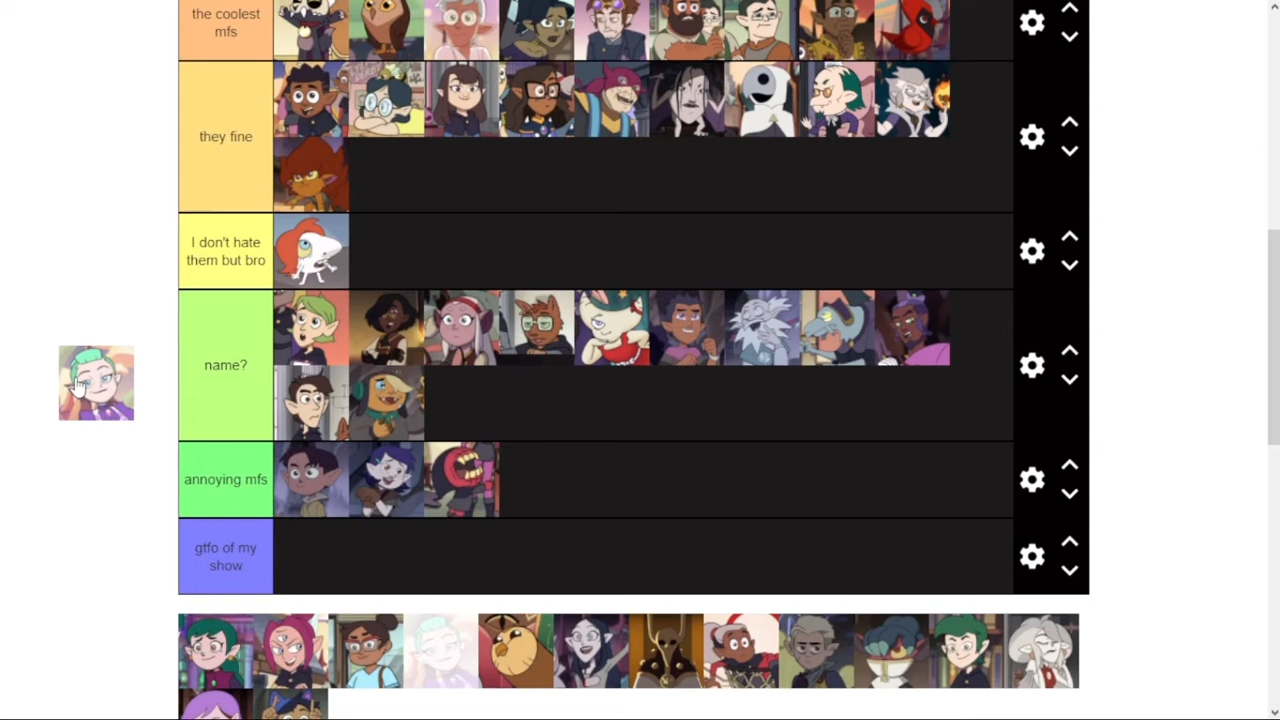 the coolest
mfs
they fine
I don't hate
them but bro
name?
annoying mfs
gtfo of my
show